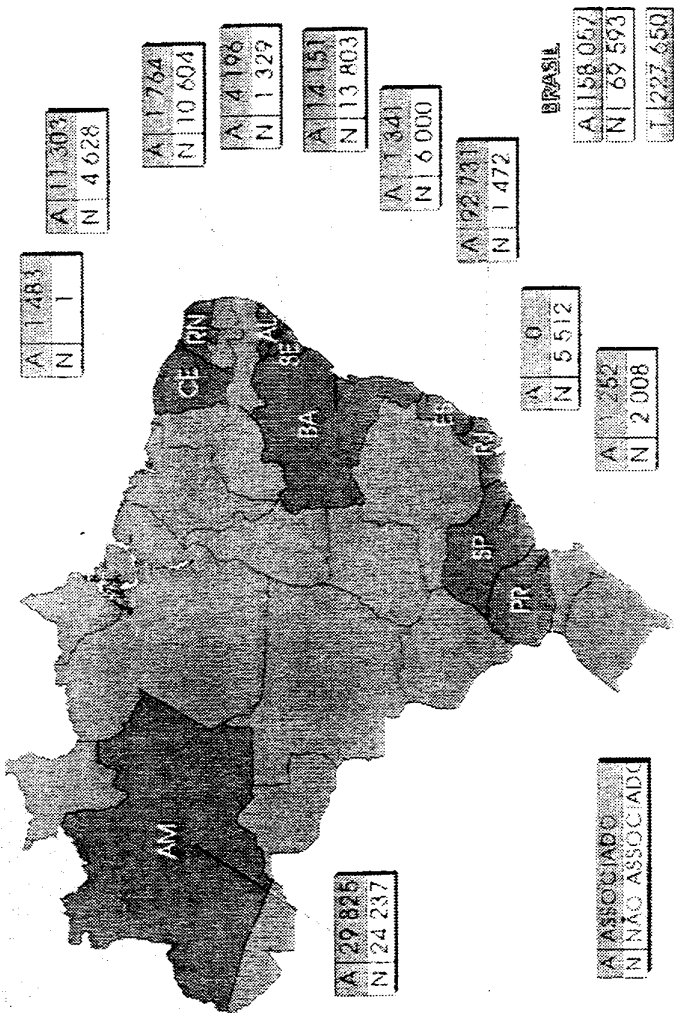 A 1 483
N 1
A 11 303
N 4 628
A 1 764
N 10 604
A 4 196
N 1 329
A 14 151
N 13 803
A 1 341
N 6 000
A 92 731
N 1 472
A 0
N 5 512
A 1 252
N 2 008
A 29 825
N 24 237
AM
CE
RN
AL
SE
BA
ES
RJ
SP
PR
BRASIL
A 158 057
N 69 593
T 227 650
A ASSOCIADO
N NÃO ASSOCIADO